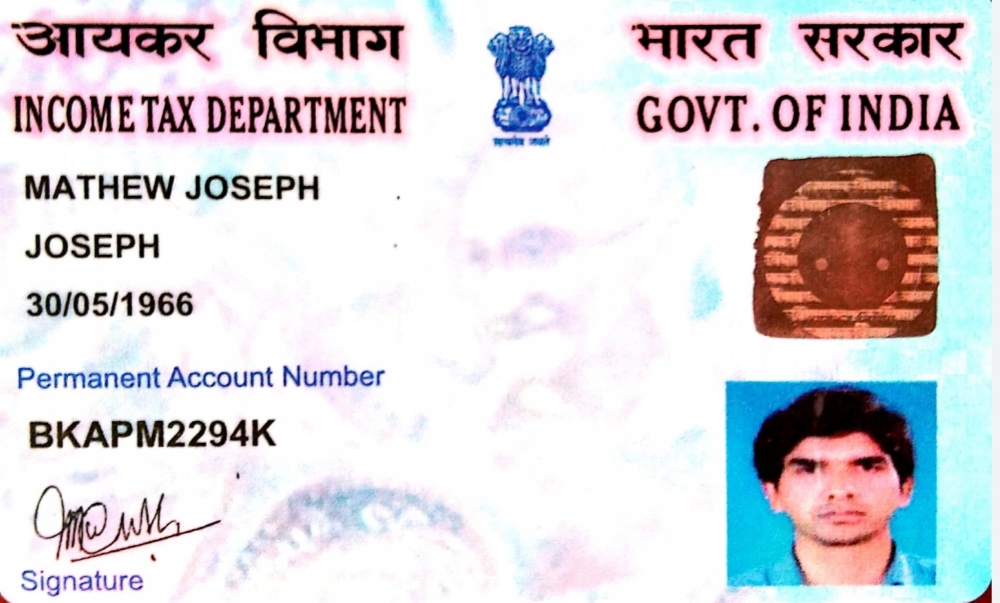 आयकर विभाग
भारत सरकार
INCOME TAX DEPARTMENT
GOVT. OF INDIA
सत्यमेव जयते
MATHEW JOSEPH
JOSEPH
30/05/1966
Permanent Account Number
BKAPM2294K
Signature